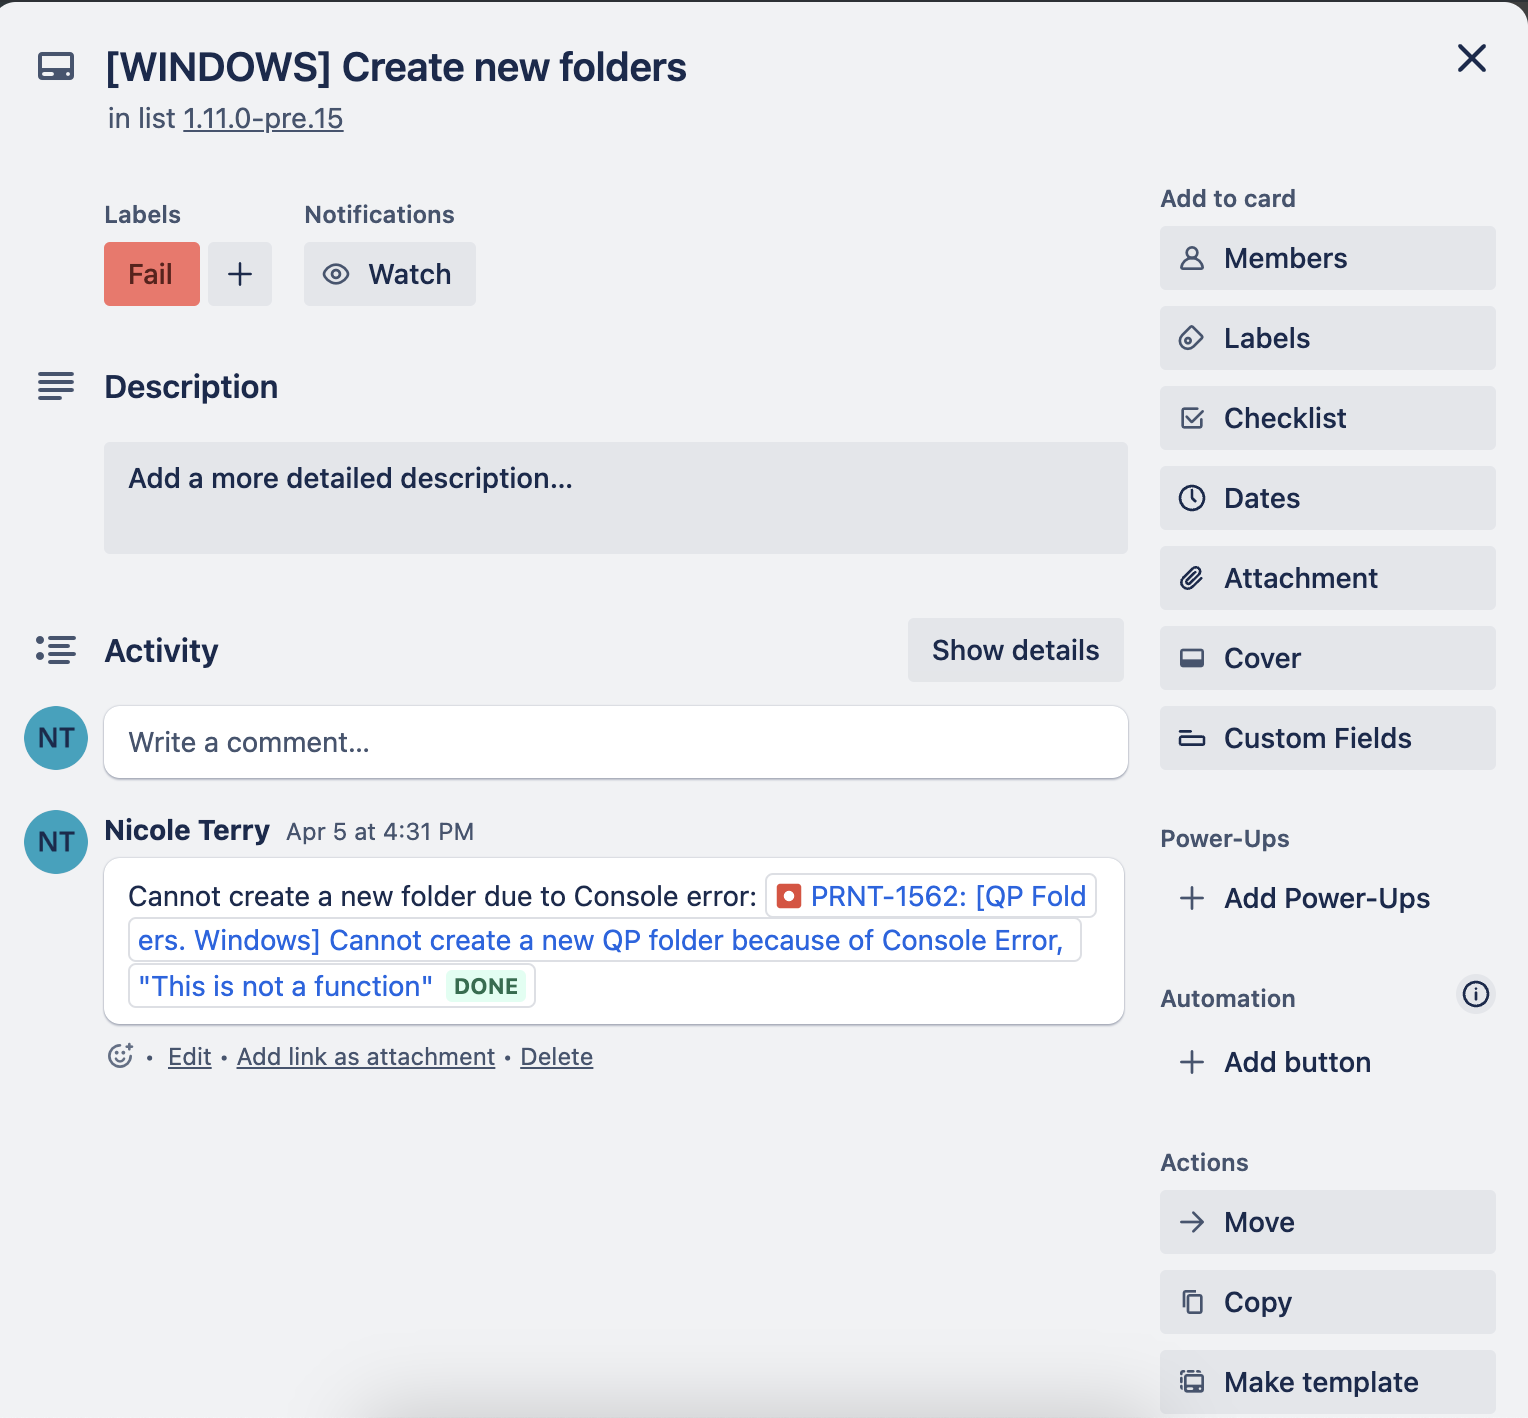 [WINDOWS] Create new folders
in list 1.11.0-pre.15
Labels
Notifications
Fail
Watch
Description
Add a more detailed description...
Activity
Show details
NT
Write a comment...
NT
Nicole Terry Apr 5 at 4:31 PM
Cannot create a new folder due to Console error: PRNT-1562: [QP Fold
ers. Windows] Cannot create a new QP folder because of Console Error,
"This is not a function" DONE
• Edit • Add link as attachment • Delete
Add to card
Members
Labels
Checklist
Dates
Attachment
Cover
Custom Fields
Power-Ups
Add Power-Ups
Automation
Add button
Actions
Move
Copy
Make template